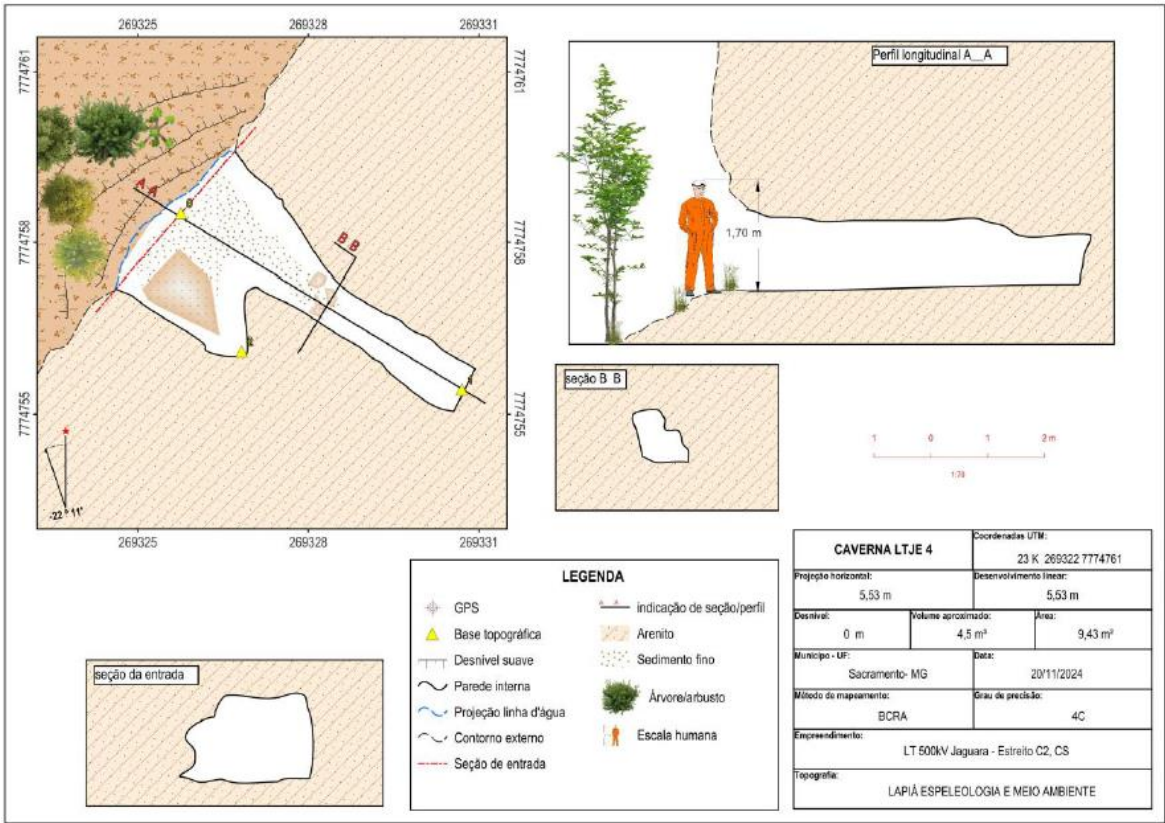 269325
269328
269331
7774761
7774761
A A
0
B B
7774758
7774758
2
1
7774755
7774755
-22 º 11'
269325
269328
269331
Perfil longitudinal A__A
1,70 m
seção B B
1 0 1 2 m
seção da entrada
LEGENDA
GPS
Base topográfica
Desnível suave
Parede interna
Projeção linha d'água
Contorno externo
Seção de entrada
indicação de seção/perfil
Arenito
Sedimento fino
Árvore/arbusto
Escala humana
CAVERNA LTJE 4
Coordenadas UTM:
23 K 269322 7774761
Projeção horizontal:
5,53 m
Desenvolvimento linear:
5,53 m
Desnível:
0 m
Volume aproximado:
4,5 m³
Área:
9,43 m²
Município - UF:
Sacramento- MG
Data:
20/11/2024
Método de mapeamento:
BCRA
Grau de precisão:
4C
Empreendimento:
LT 500kV Jaguara - Estreito C2, CS
Topografia:
LAPIÁ ESPELEOLOGIA E MEIO AMBIENTE